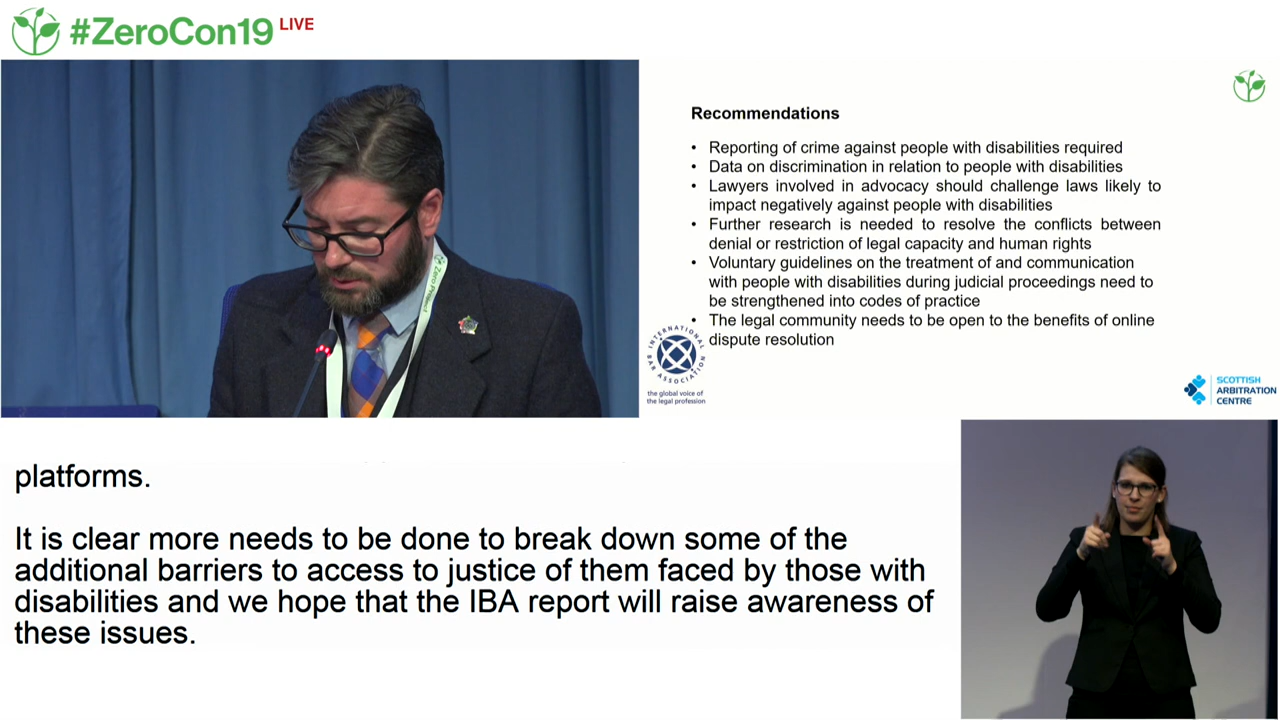 #ZeroCon19 LIVE
Recommendations
• Reporting of crime against people with disabilities required
• Data on discrimination in relation to people with disabilities
• Lawyers involved in advocacy should challenge laws likely to
impact negatively against people with disabilities
• Further research is needed to resolve the conflicts between
denial or restriction of legal capacity and human rights
• Voluntary guidelines on the treatment of and communication
with people with disabilities during judicial proceedings need to
be strengthened into codes of practice
• The legal community needs to be open to the benefits of online
dispute resolution
INTERNATIONAL
BAR ASSOCIATION
the global voice of
the legal profession
SCOTTISH
ARBITRATION
CENTRE
Zero Project
platforms.
It is clear more needs to be done to break down some of the
additional barriers to access to justice of them faced by those with
disabilities and we hope that the IBA report will raise awareness of
these issues.